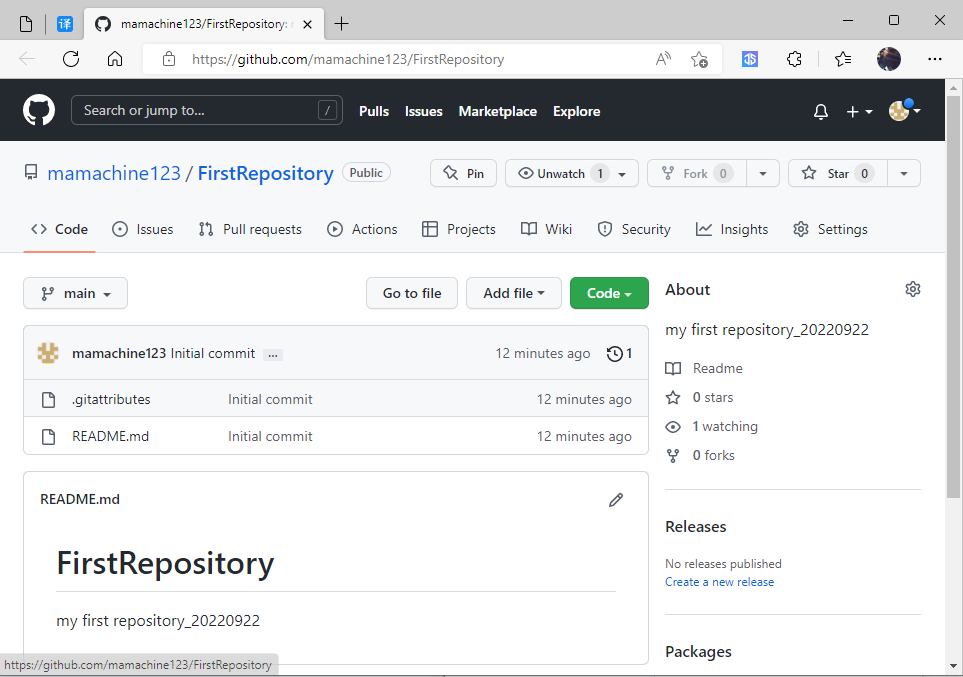 译 mamachine123/FirstRepository:
https://github.com/mamachine123/FirstRepository
Search or jump to... / Pulls Issues Marketplace Explore
mamachine123 / FirstRepository Public Pin Unwatch 1 Fork 0 Star 0
Code Issues Pull requests Actions Projects Wiki Security Insights Settings
main Go to file Add file Code
mamachine123 Initial commit ... 12 minutes ago 1
.gitattributes Initial commit 12 minutes ago
README.md Initial commit 12 minutes ago
README.md
FirstRepository
my first repository_20220922
About
my first repository_20220922
Readme
0 stars
1 watching
0 forks
Releases
No releases published
Create a new release
Packages
https://github.com/mamachine123/FirstRepository